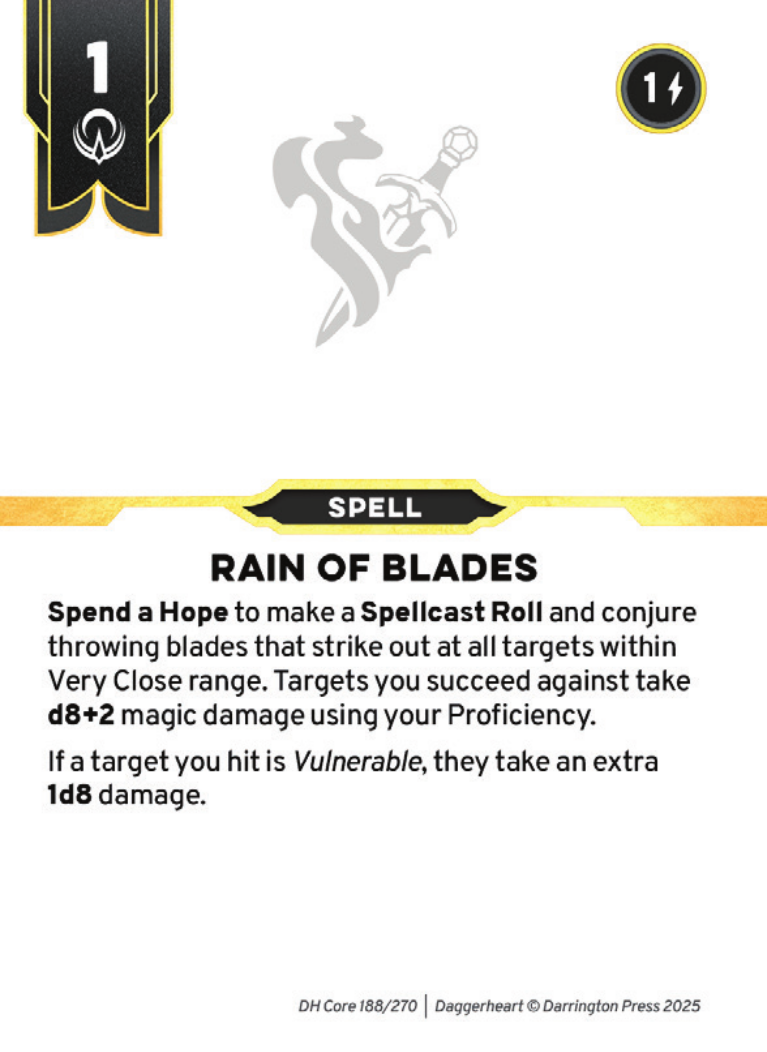 1
1
SPELL
RAIN OF BLADES
Spend a Hope to make a Spellcast Roll and conjure
throwing blades that strike out at all targets within
Very Close range. Targets you succeed against take
d8+2 magic damage using your Proficiency.
If a target you hit is Vulnerable, they take an extra
1d8 damage.
DH Core 188/270 | Daggerheart © Darrington Press 2025